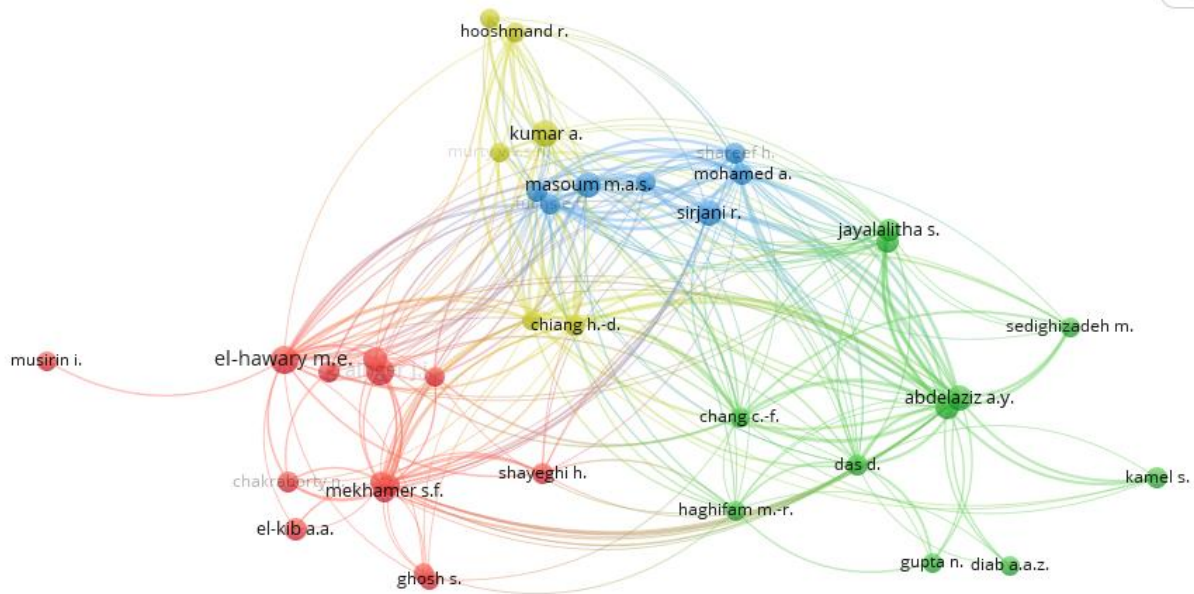 hooshmand r.
kumar a.
shareef h.
mohamed a.
masoum m.a.s.
sirjani r.
jayalalitha s.
chiang h.-d.
sedighizadeh m.
musirin i.
el-hawary m.e.
abdelaziz a.y.
chang c.-f.
das d.
shayeghi h.
kamel s.
chakraborty n.
mekhamer s.f.
haghifam m.-r.
el-kib a.a.
gupta n.
diab a.a.z.
ghosh s.